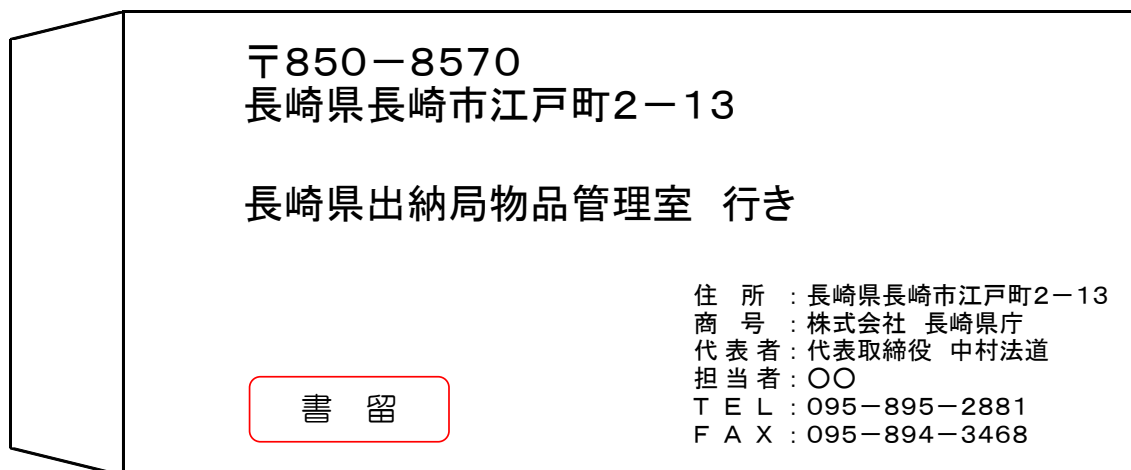 〒850－8570
長崎県長崎市江戸町2－13
長崎県出納局物品管理室　行き
住　所　：長崎県長崎市江戸町2－13
商　号　：株式会社　長崎県庁
代 表 者：代表取締役　中村法道
担 当 者：〇〇
T E L：095－895－2881
F A X：095－894－3468
書　留